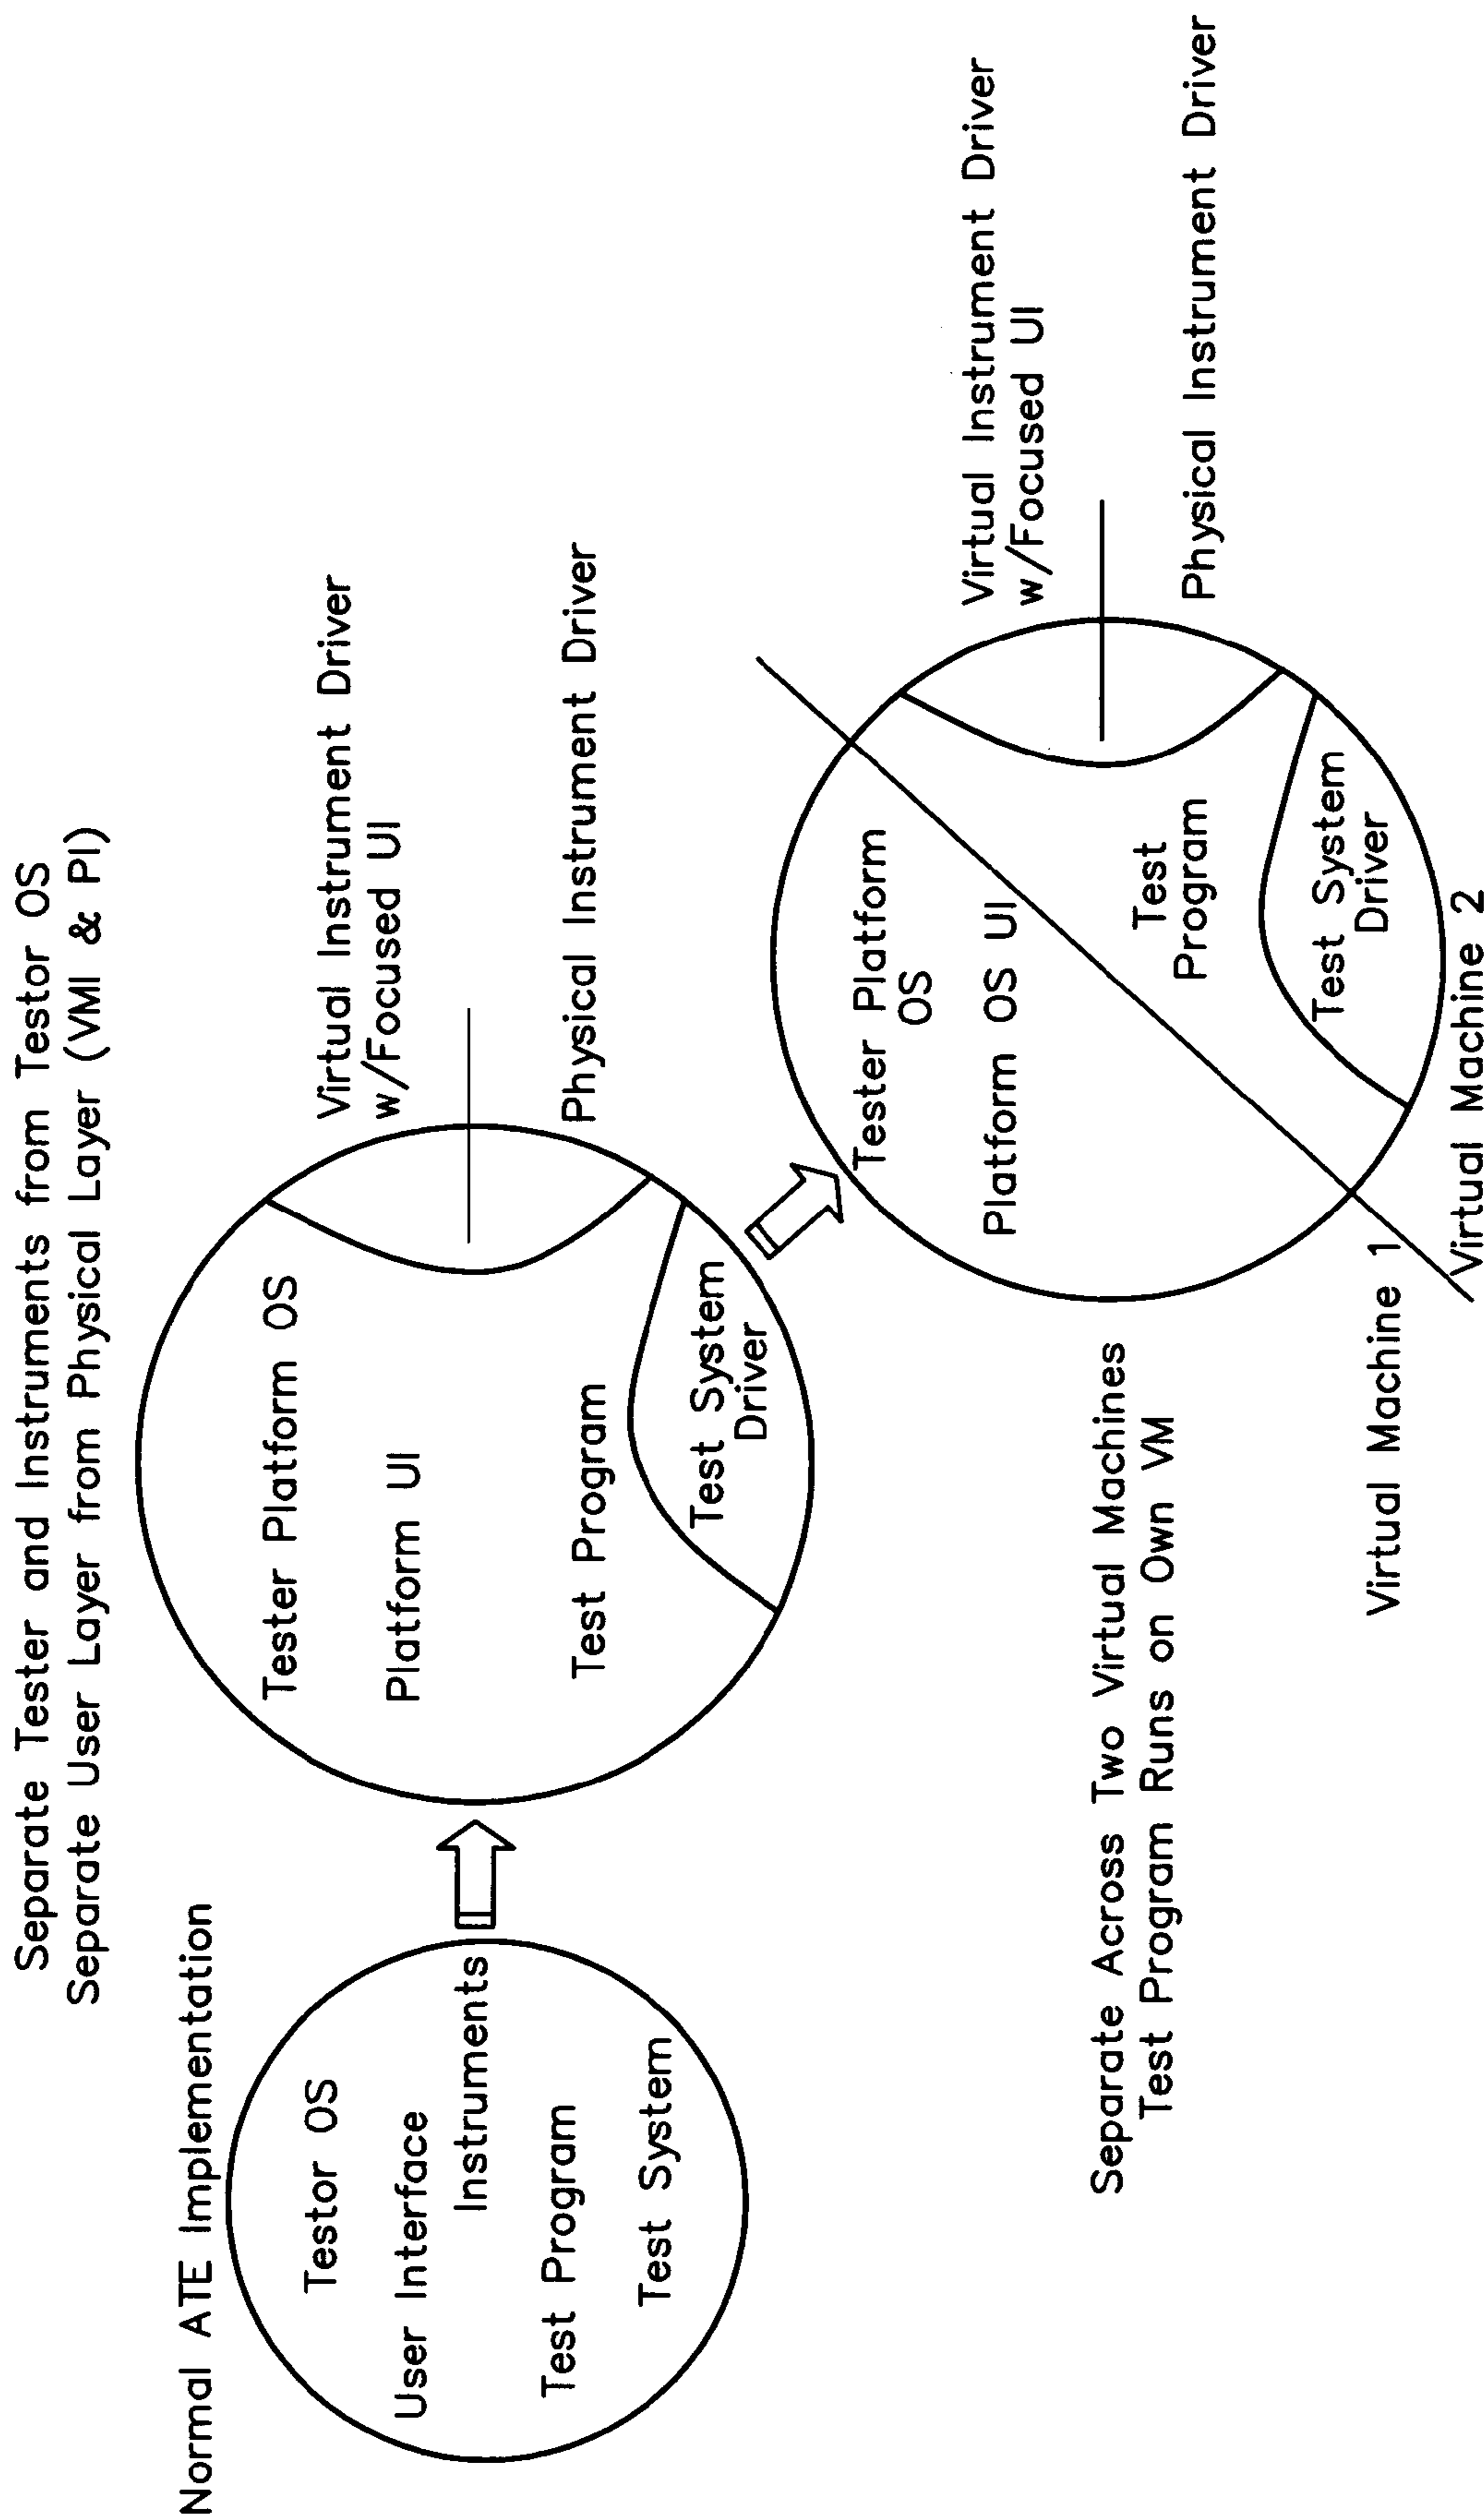 Separate Tester and Instruments from Testor OS
Separate User Layer from Physical Layer (VMI & PI)
Normal ATE Implementation
Testor OS
User Interface
Instruments
Test Program
Test System
Tester Platform OS
Platform UI
Test Program
Test System
Driver
Virtual Instrument Driver
w/Focused UI
Physical Instrument Driver
Separate Across Two Virtual Machines
Test Program Runs on Own VM
Tester Platform
OS
Platform OS UI
Test
Program
Test System
Driver
Virtual Instrument Driver
w/Focused UI
Physical Instrument Driver
Virtual Machine 1
Virtual Machine 2